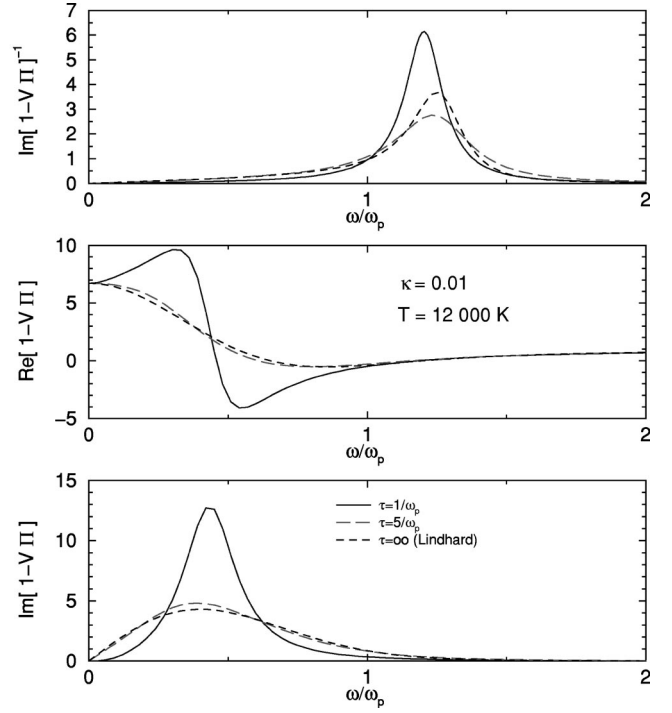 7
6
5
4
3
2
1
0
Im[ 1−V Π ]⁻¹
0 1 2
ω/ωₚ
10
5
0
−5
Re[ 1−V Π ]
κ = 0.01
T = 12 000 K
0 1 2
ω/ωₚ
15
10
5
0
Im[ 1−V Π ]
τ=1/ωₚ
τ=5/ωₚ
τ=∞ (Lindhard)
0 1 2
ω/ωₚ